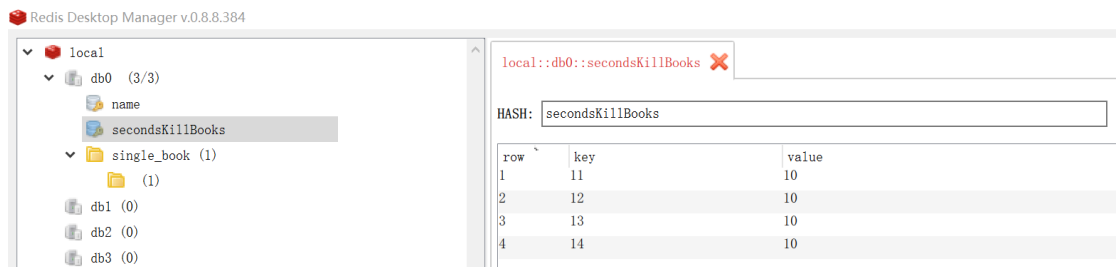 Redis Desktop Manager v.0.8.8.384
local
db0 (3/3)
name
secondsKillBooks
single_book (1)
(1)
db1 (0)
db2 (0)
db3 (0)
local::db0::secondsKillBooks
HASH: secondsKillBooks
row key value
1 11 10
2 12 10
3 13 10
4 14 10